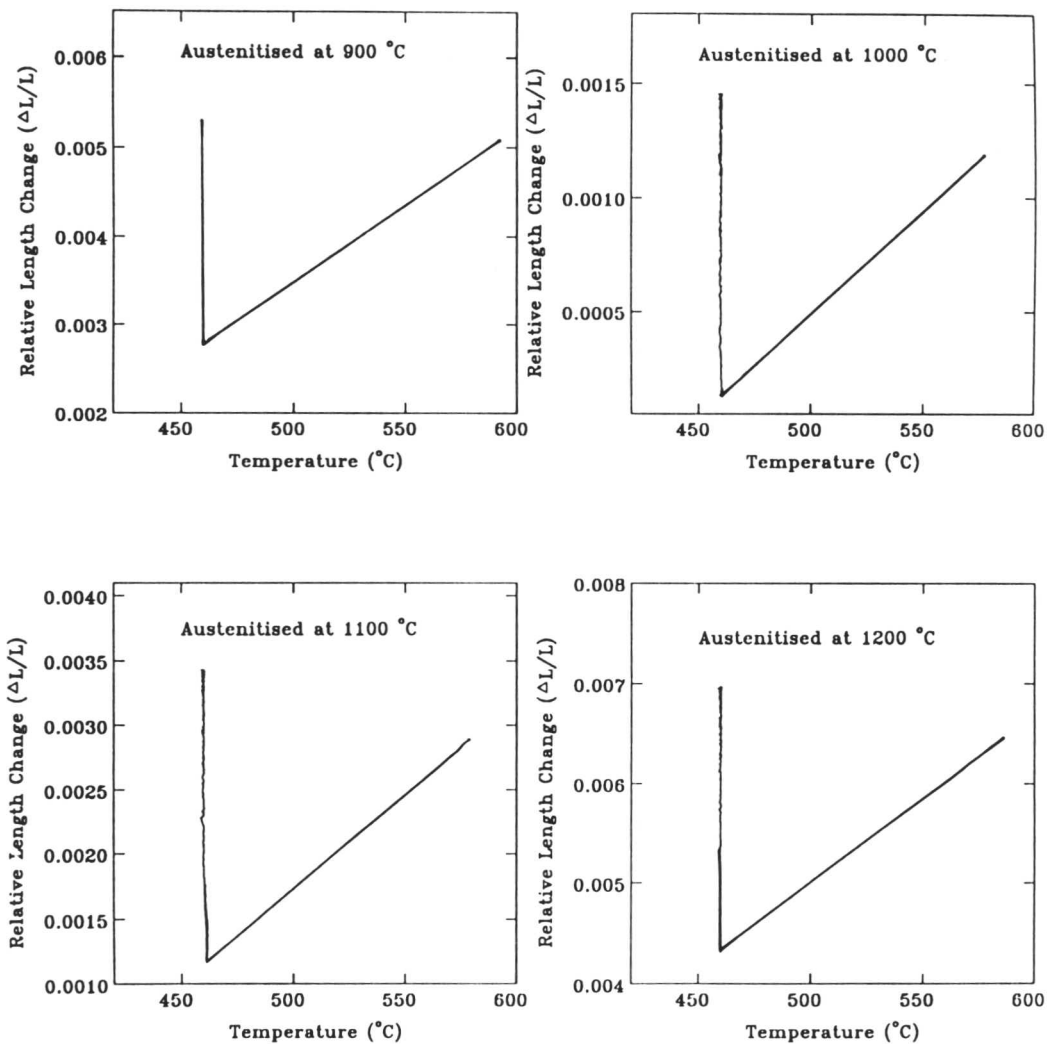 Austenitised at 900 °C
Relative Length Change (△L/L)
0.006
0.005
0.004
0.003
0.002
450 500 550 600
Temperature (°C)
Austenitised at 1000 °C
Relative Length Change (△L/L)
0.0015
0.0010
0.0005
450 500 550 600
Temperature (°C)
Austenitised at 1100 °C
Relative Length Change (△L/L)
0.0040
0.0035
0.0030
0.0025
0.0020
0.0015
0.0010
450 500 550 600
Temperature (°C)
Austenitised at 1200 °C
Relative Length Change (△L/L)
0.008
0.007
0.006
0.005
0.004
450 500 550 600
Temperature (°C)